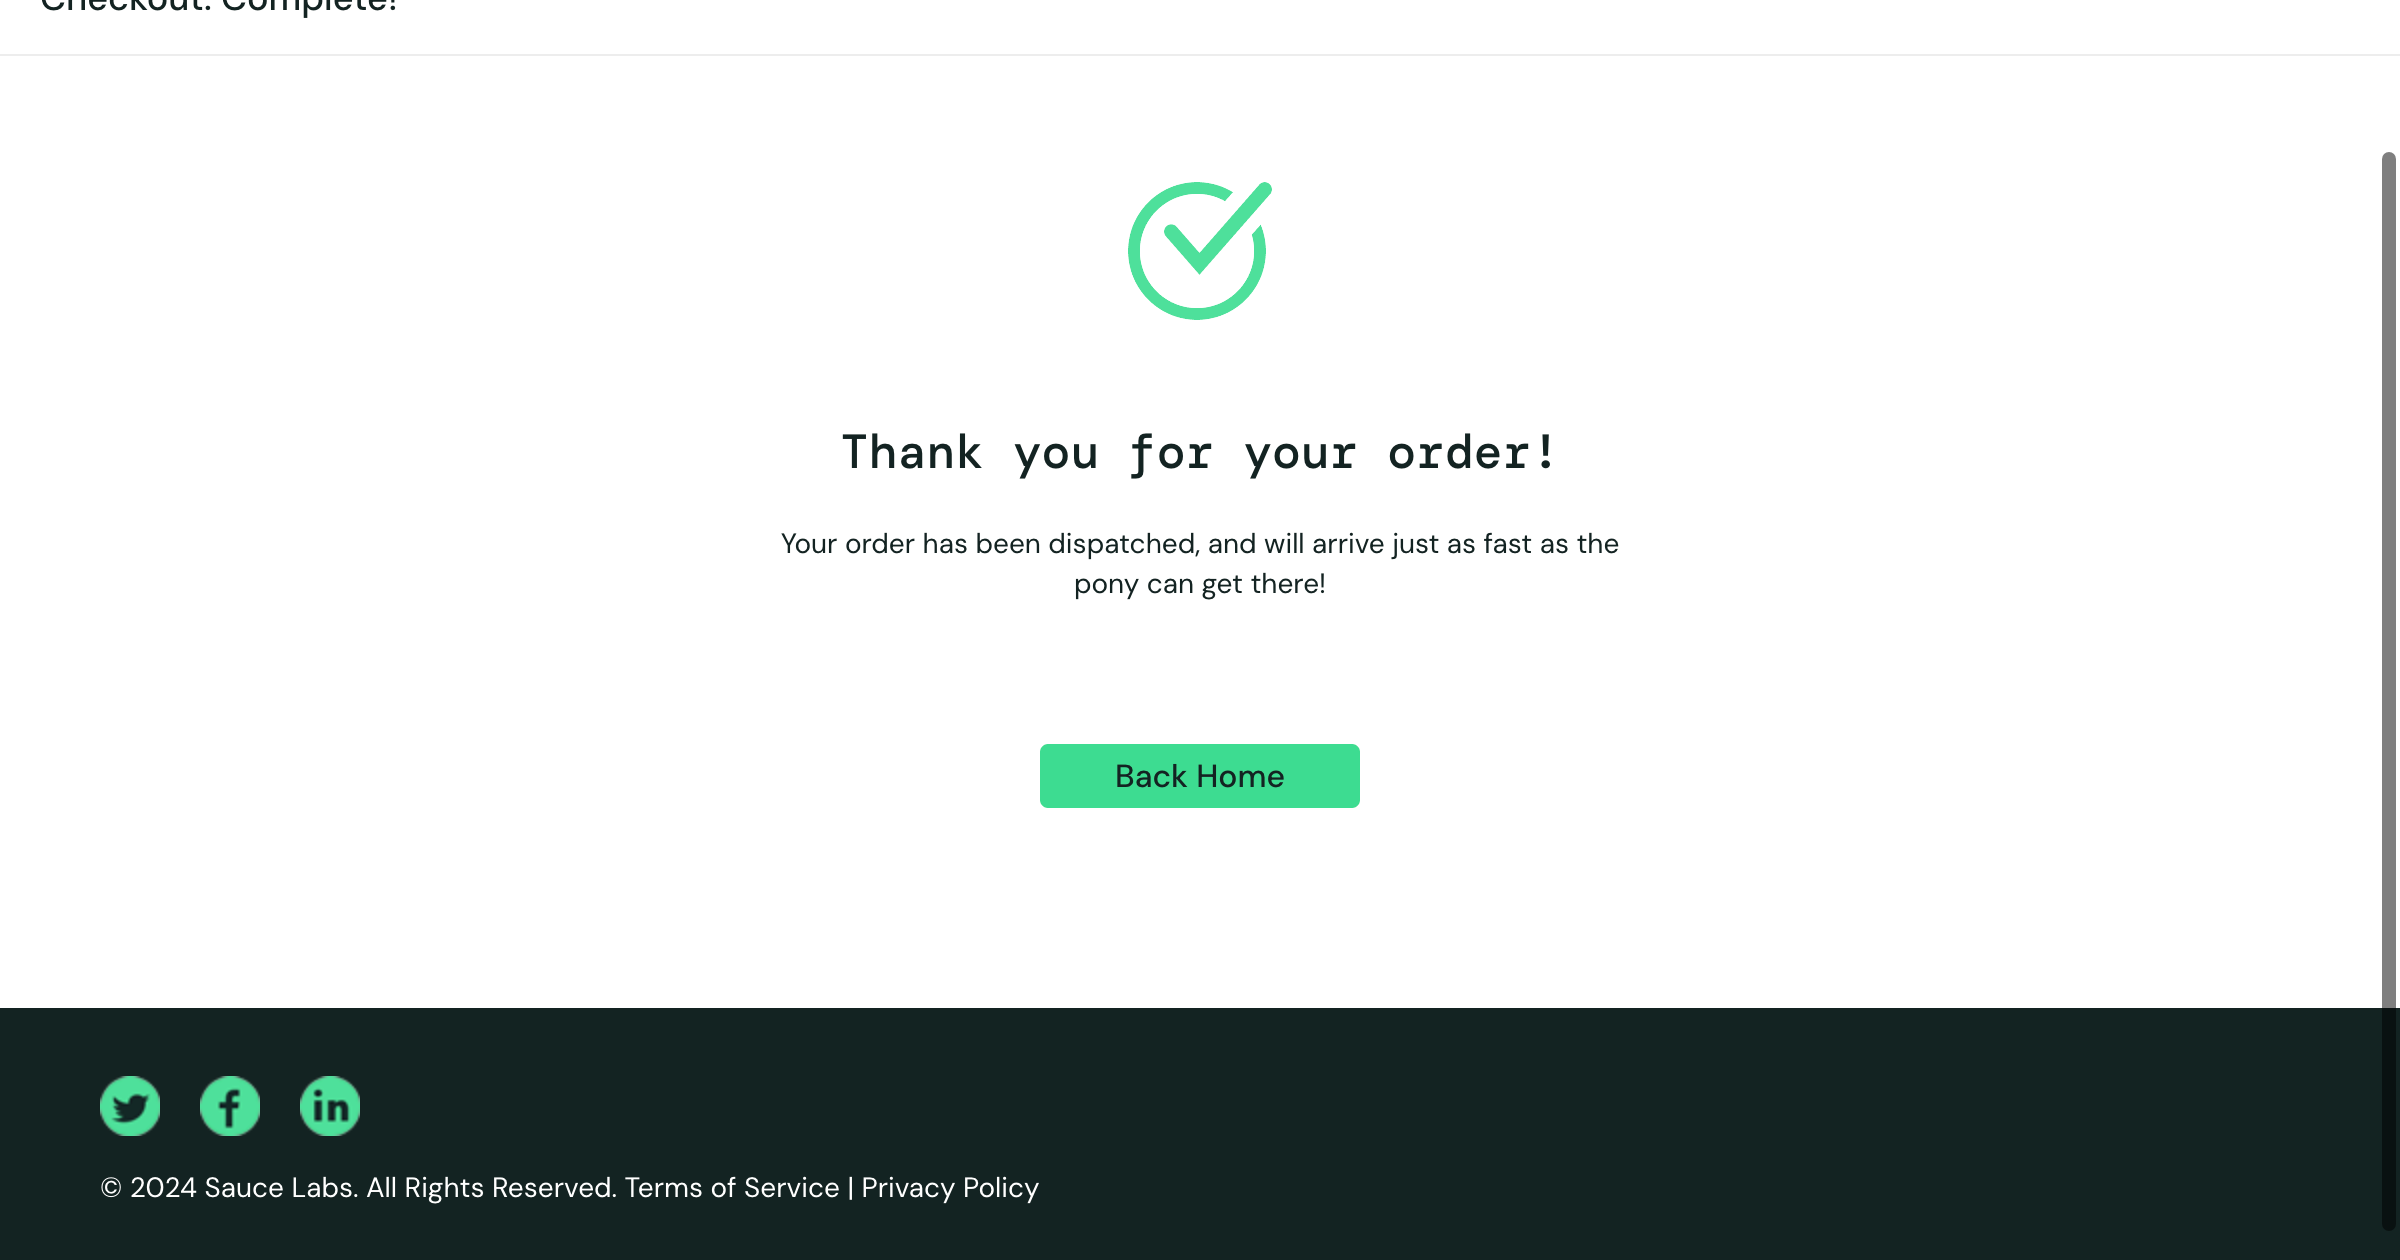 Checkout: Complete!
Thank you for your order!
Your order has been dispatched, and will arrive just as fast as the
pony can get there!
Back Home
© 2024 Sauce Labs. All Rights Reserved. Terms of Service | Privacy Policy